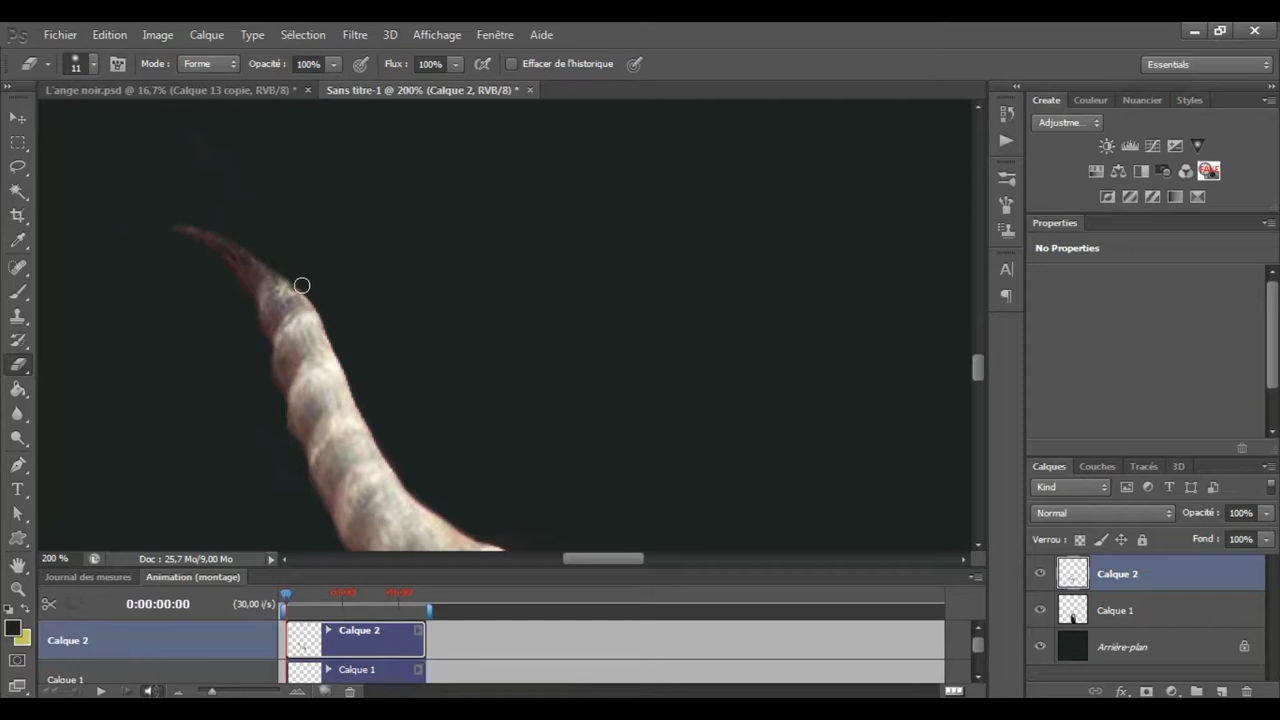 Ps Fichier Edition Image Calque Type Sélection Filtre 3D Affichage Fenêtre Aide
11 Mode : Forme Opacité : 100% Flux : 100% Effacer de l'historique Essentials
L'ange noir.psd @ 16,7% (Calque 13 copie, RVB/8) * × Sans titre-1 @ 200% (Calque 2, RVB/8) * ×
Create Couleur Nuancier Styles
Adjustme...
Properties
No Properties
Calques Couches Tracés 3D
Kind
Normal Opacité : 100%
Verrou : Fond : 100%
Calque 2
Calque 1
Arrière-plan
200 % Doc : 25,7 Mo/9,00 Mo
Journal des mesures Animation (montage)
0:00:00:00 (30,00 i/s)
Calque 2 Calque 2
Calque 1 Calque 1